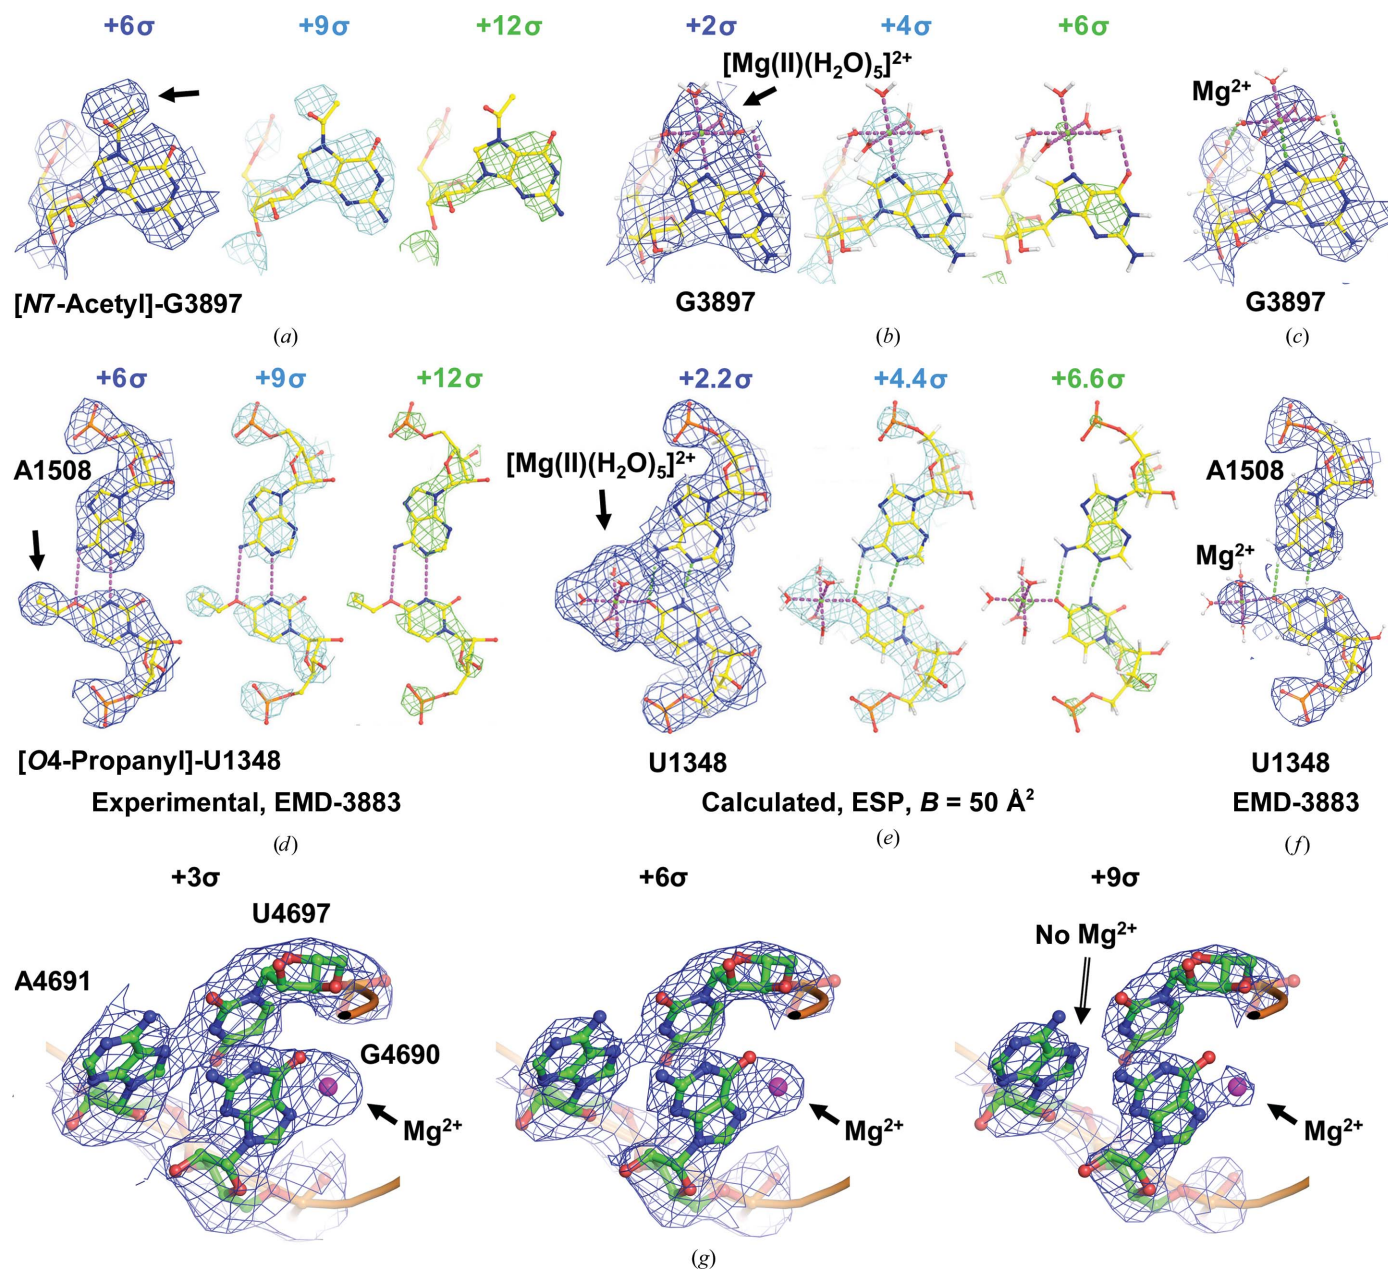 +6σ +9σ +12σ +2σ +4σ +6σ
[Mg(II)(H₂O)₅]²⁺
Mg²⁺
[N7-Acetyl]-G3897 G3897 G3897
(a) (b) (c)
+6σ +9σ +12σ +2.2σ +4.4σ +6.6σ
A1508 [Mg(II)(H₂O)₅]²⁺ A1508
Mg²⁺
[O4-Propanyl]-U1348 U1348 U1348
Experimental, EMD-3883 Calculated, ESP, B = 50 Å² EMD-3883
(d) (e) (f)
+3σ +6σ +9σ
U4697
No Mg²⁺
A4691
G4690
Mg²⁺ Mg²⁺ Mg²⁺
(g)